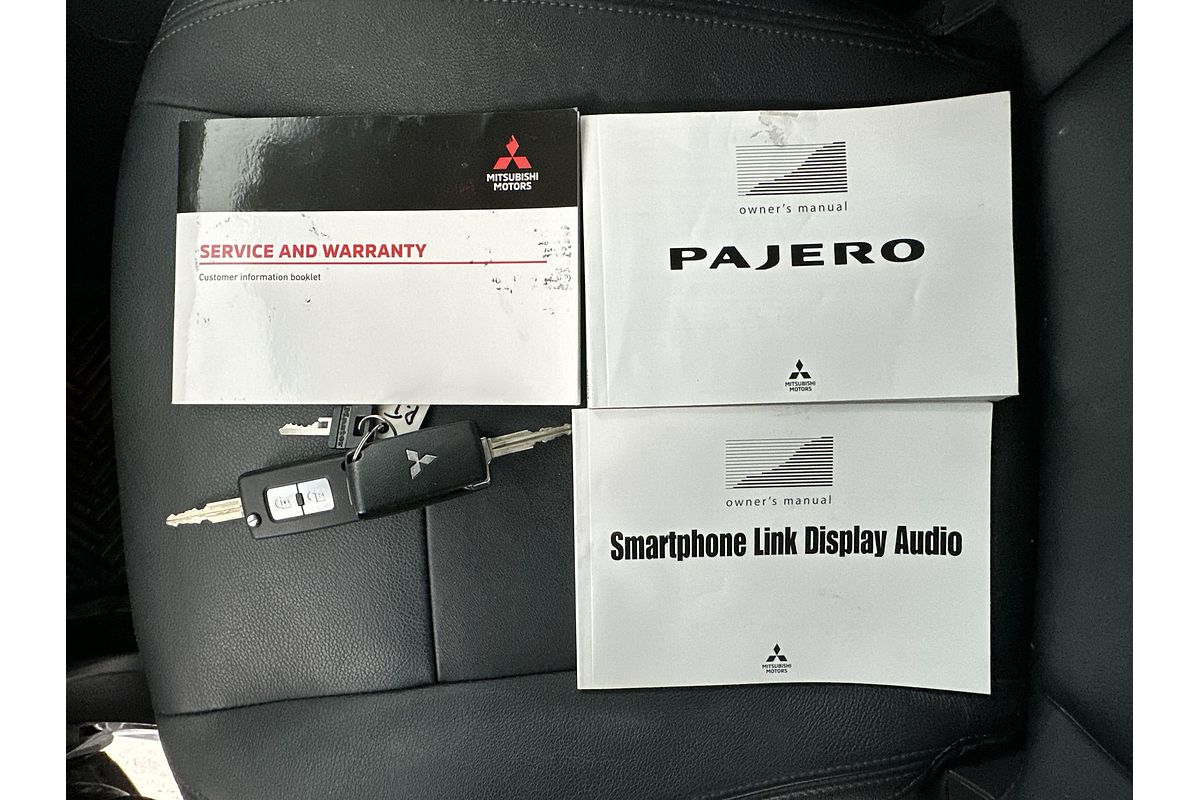 MITSUBISHI
MOTORS
SERVICE AND WARRANTY
Customer information booklet
owner's manual
PAJERO
MITSUBISHI
MOTORS
owner's manual
Smartphone Link Display Audio
MITSUBISHI
MOTORS